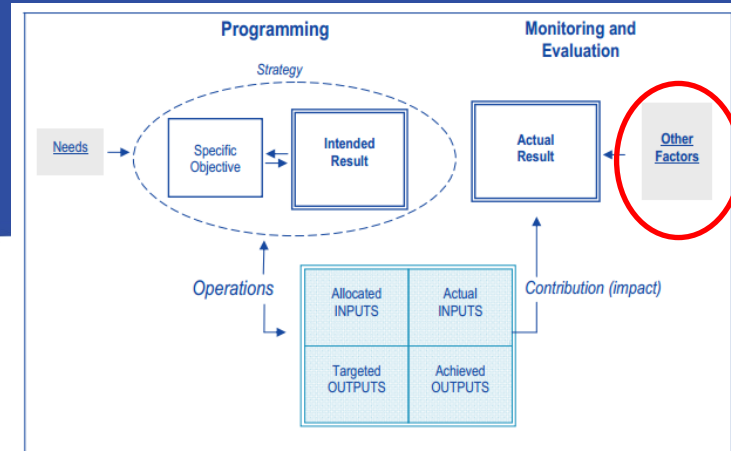 Programming
Monitoring and
Evaluation
Strategy
Needs
Specific
Objective
Intended
Result
Actual
Result
Other
Factors
Operations
Allocated
INPUTS
Actual
INPUTS
Contribution (impact)
Targeted
OUTPUTS
Achieved
OUTPUTS